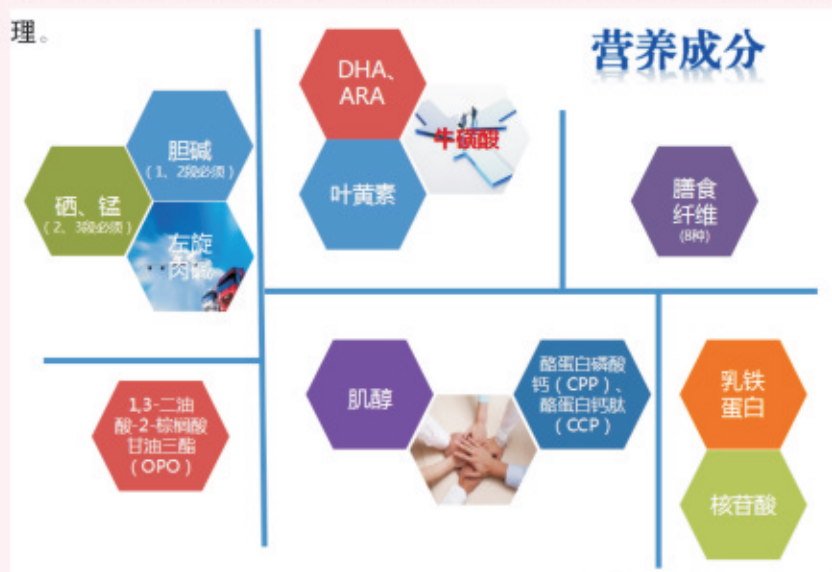 理。
营养成分
DHA、
ARA
牛磺酸
叶黄素
胆碱
（1、2段必须）
硒、锰
（2、3段必须）
左旋
肉碱
膳食
纤维
(8种)
1,3-二油
酸-2-棕榈酸
甘油三酯
（OPO）
肌醇
酪蛋白磷酸
钙（CPP）、
酪蛋白钙肽
（CCP）
乳铁
蛋白
核苷酸